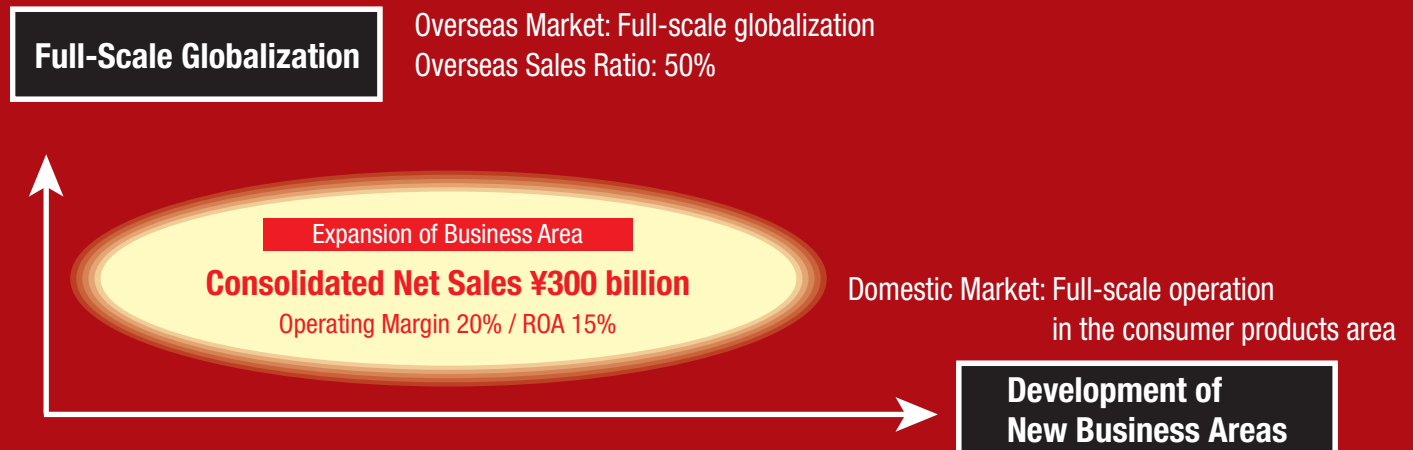 Full-Scale Globalization
Overseas Market: Full-scale globalization
Overseas Sales Ratio: 50%
Expansion of Business Area
Consolidated Net Sales ¥300 billion
Operating Margin 20% / ROA 15%
Domestic Market: Full-scale operation
in the consumer products area
Development of
New Business Areas